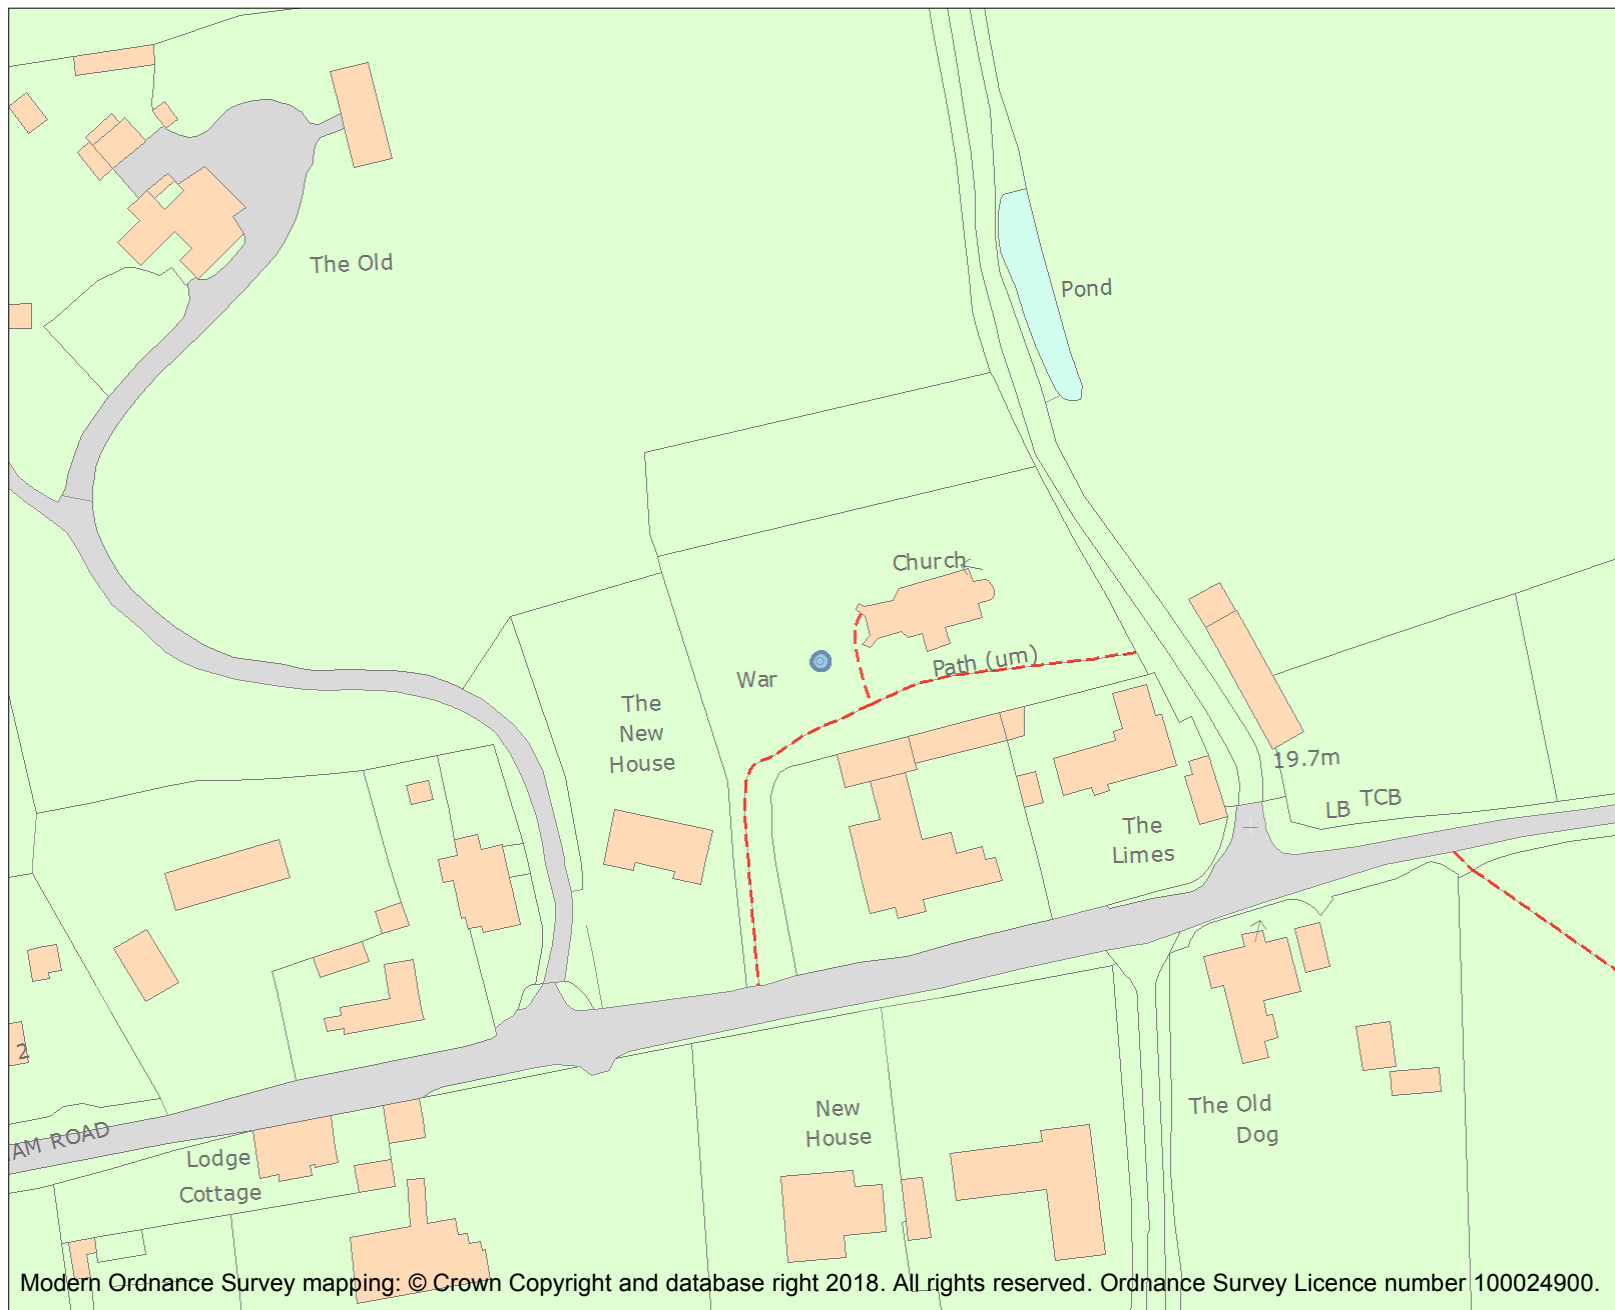 The Old
Pond
Church
Path (um)
War
The
New
House
19.7m
LB TCB
The
Limes
2
AM ROAD
Lodge
Cottage
New
House
The Old
Dog
Modern Ordnance Survey mapping: © Crown Copyright and database right 2018. All rights reserved. Ordnance Survey Licence number 100024900.